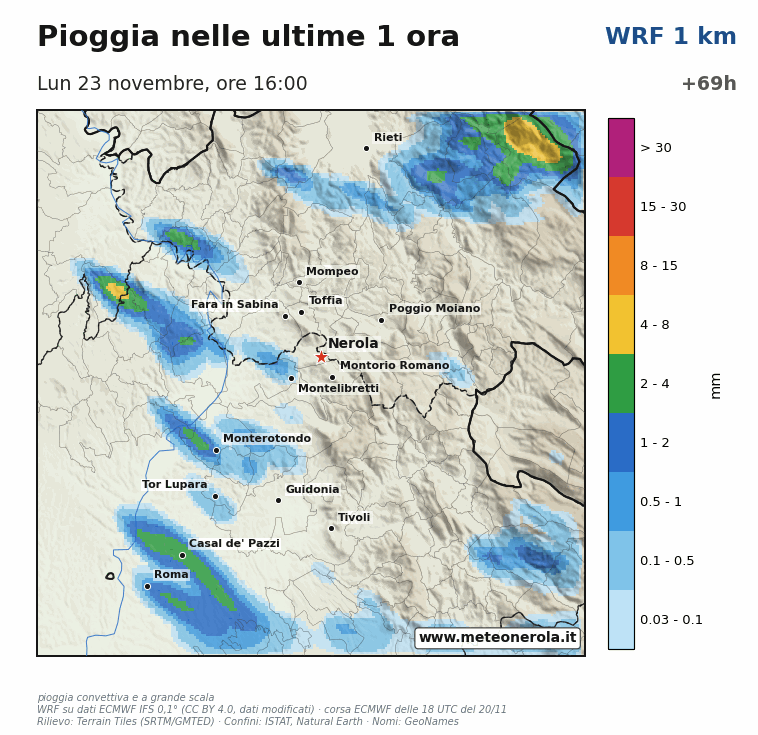 Pioggia nelle ultime 1 ora
WRF 1 km
Lun 23 novembre, ore 16:00
+69h
Rieti
Mompeo
Fara in Sabina
Toffia
Poggio Moiano
Nerola
Montorio Romano
Montelibretti
Monterotondo
Tor Lupara
Guidonia
Tivoli
Casal de' Pazzi
Roma
www.meteonerola.it
> 30
15 - 30
8 - 15
4 - 8
2 - 4
1 - 2
0.5 - 1
0.1 - 0.5
0.03 - 0.1
mm
pioggia convettiva e a grande scala
WRF su dati ECMWF IFS 0,1° (CC BY 4.0, dati modificati) · corsa ECMWF delle 18 UTC del 20/11
Rilievo: Terrain Tiles (SRTM/GMTED) · Confini: ISTAT, Natural Earth · Nomi: GeoNames